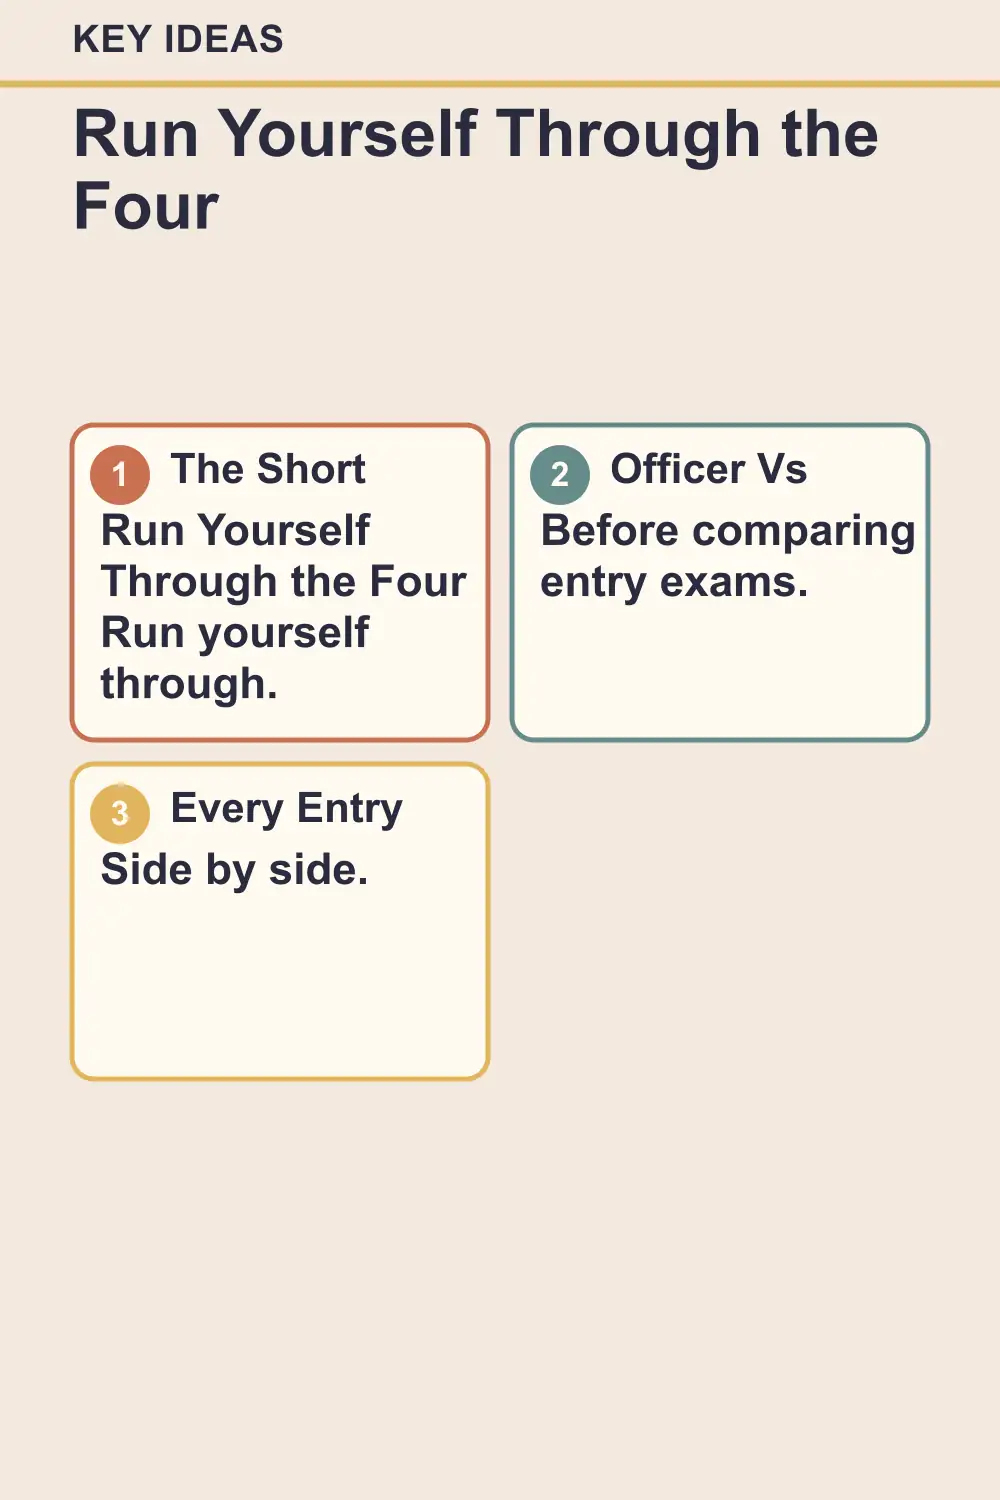 KEY IDEAS
Run Yourself Through the
Four
1 The Short
Run Yourself
Through the Four
Run yourself
through.
2 Officer Vs
Before comparing
entry exams.
3 Every Entry
Side by side.